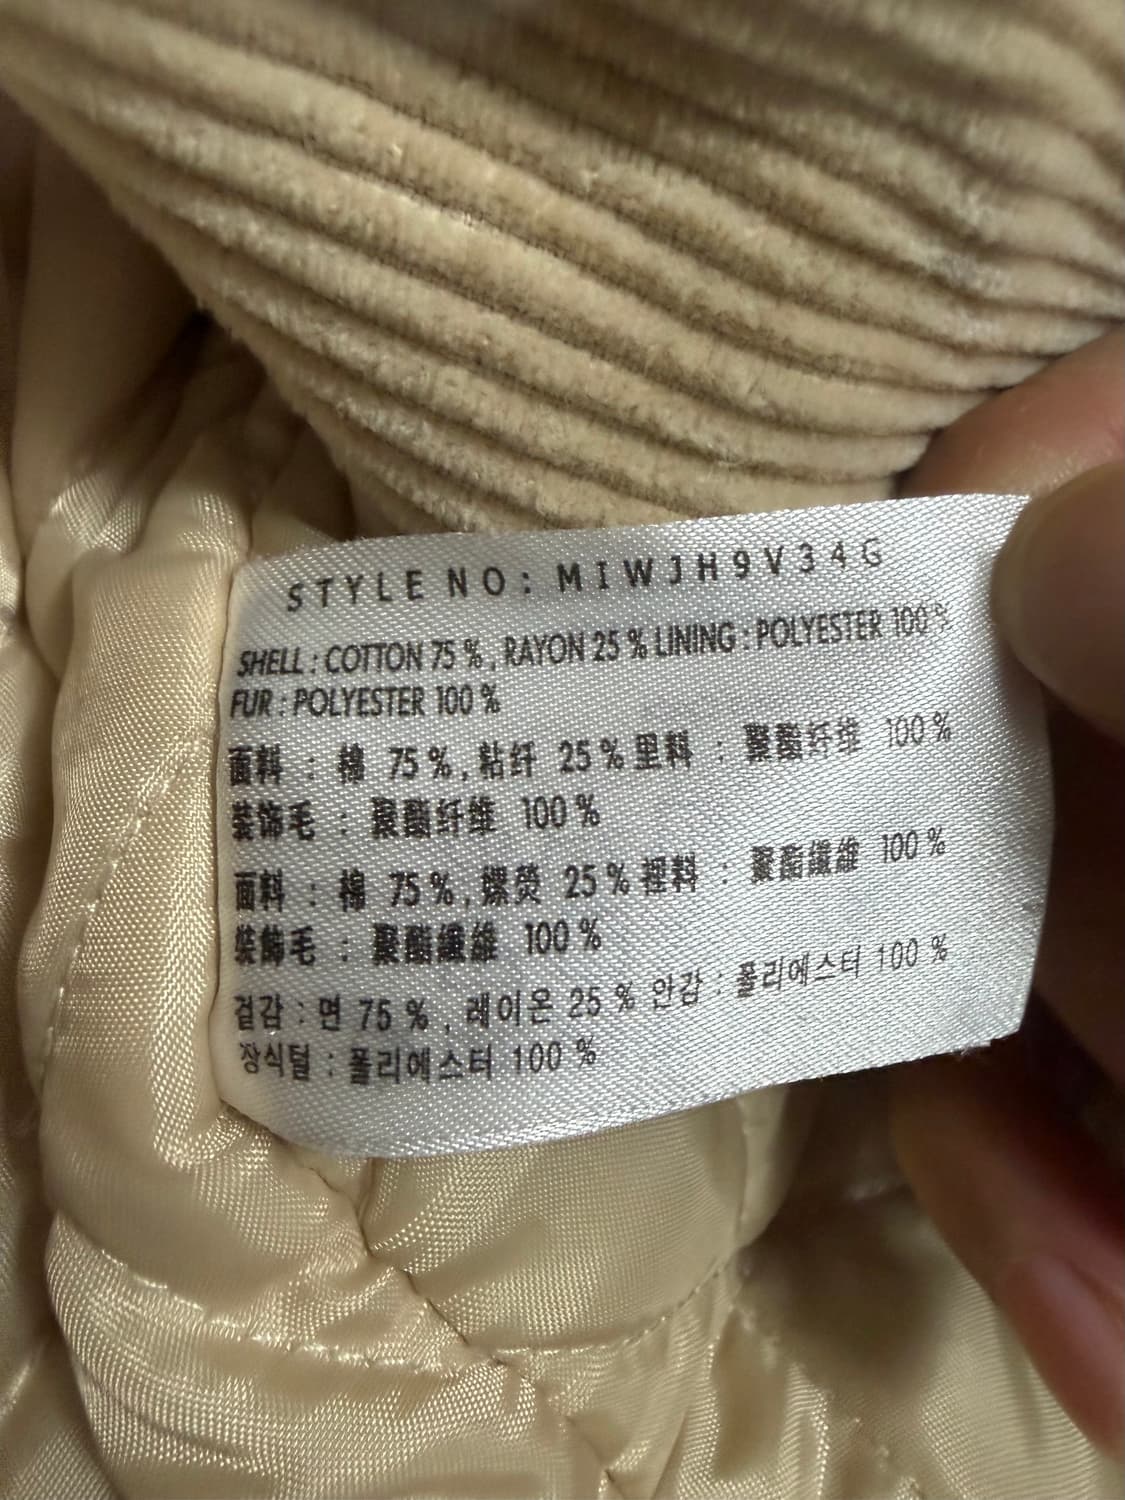 STYLE NO: MIWJH9V34G
SHELL : COTTON 75 % , RAYON 25 % LINING : POLYESTER 100 %
FUR : POLYESTER 100 %
面料 : 棉 75 % , 粘纤 25 % 里料 : 聚酯纤维 100 %
装饰毛 : 聚酯纤维 100 %
面料 : 棉 75 % , 嫘荧 25 % 裡料 : 聚酯纖維 100 %
裝飾毛 : 聚酯纖維 100 %
겉감 : 면 75 % , 레이온 25 % 안감 : 폴리에스터 100 %
장식털 : 폴리에스터 100 %